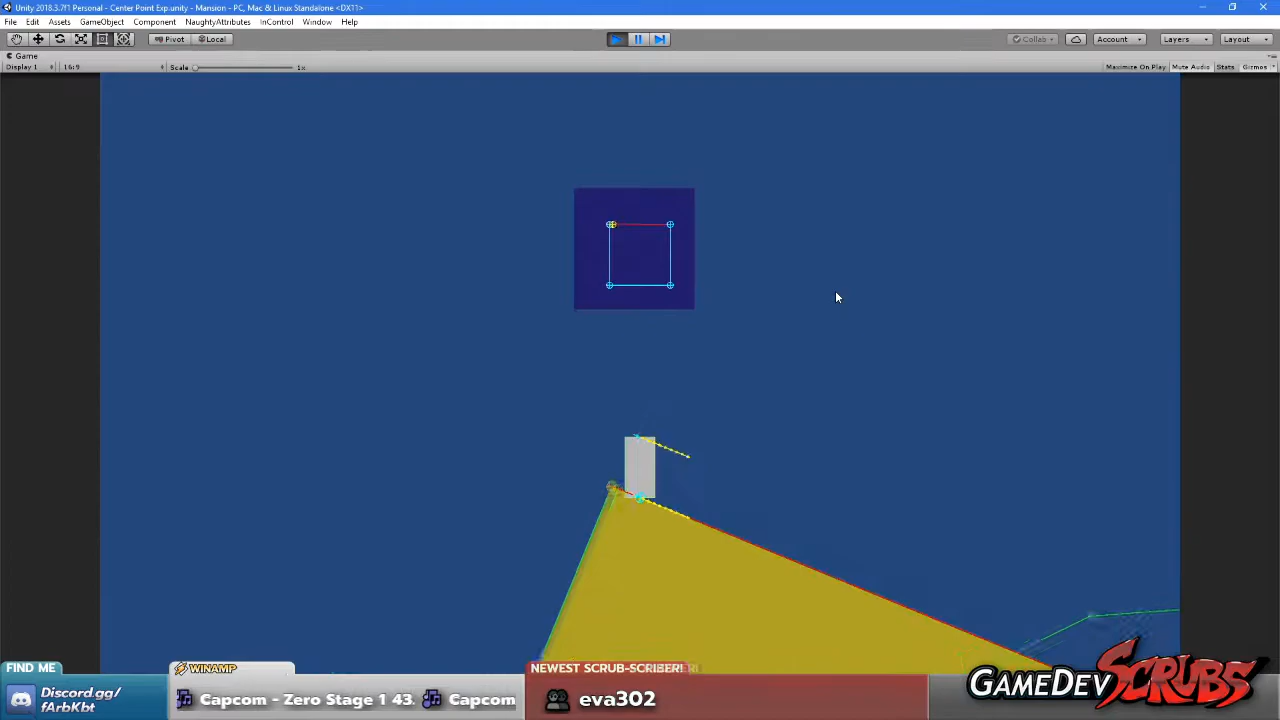 Unity 2018.3.7f1 Personal - Center Point Exp.unity - Mansion - PC, Mac & Linux Standalone <DX11>
File Edit Assets GameObject Component NaughtyAttributes InControl Window Help
Pivot Local Collab Account Layers Layout
Game
Display 1 16:9 Scale 1x Maximize On Play Mute Audio Stats Gizmos
FIND ME WINAMP NEWEST SCRUB-SCRIBER!
Discord.gg/
fArbKbt
Capcom - Zero Stage 1 43. Capcom
eva302
GAMEDEV SCRUBS